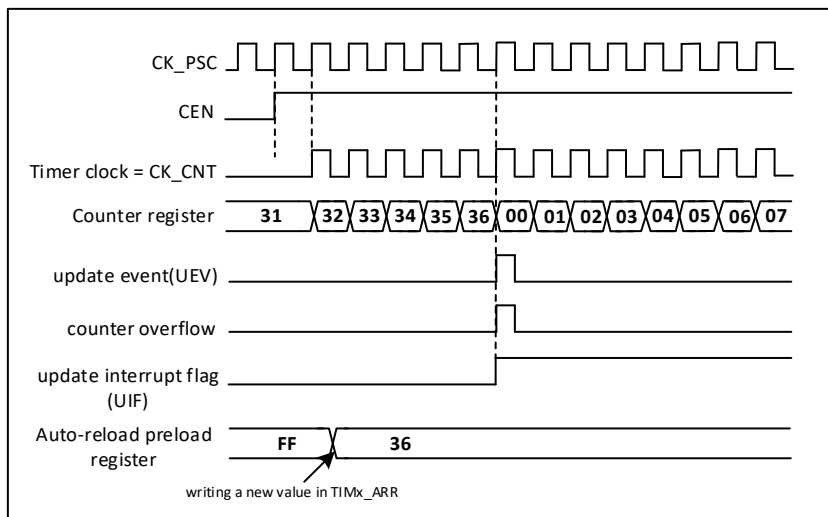 CK_PSC
CEN
Timer clock = CK_CNT
Counter register 31 32 33 34 35 36 00 01 02 03 04 05 06 07
update event(UEV)
counter overflow
update interrupt flag
(UIF)
Auto-reload preload
register
FF 36
writing a new value in TIMx_ARR